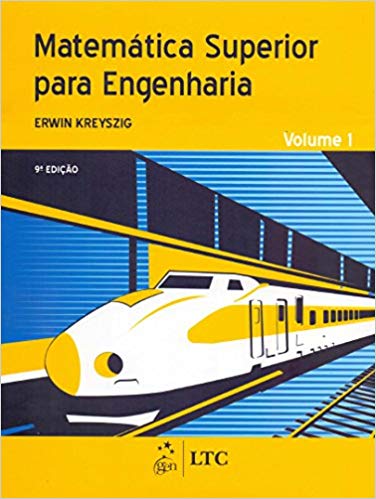 Matemática Superior
para Engenharia
ERWIN KREYSZIG
Volume 1
9ª EDIÇÃO
gen
LTC